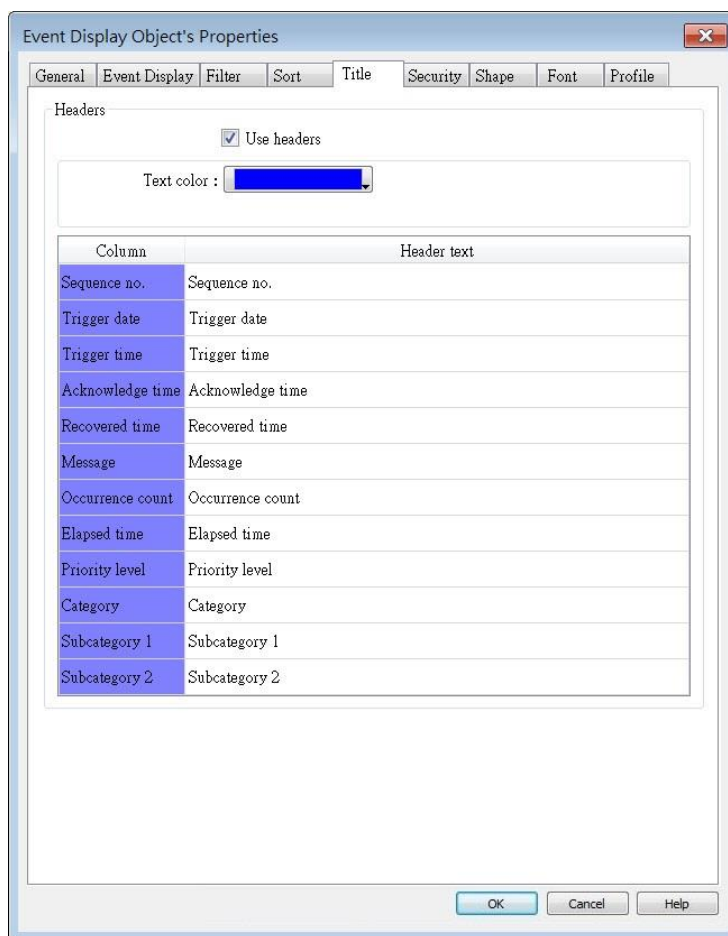 Event Display Object's Properties
General Event Display Filter Sort Title Security Shape Font Profile
Headers
Use headers
Text color :
Column Header text
Sequence no. Sequence no.
Trigger date Trigger date
Trigger time Trigger time
Acknowledge time Acknowledge time
Recovered time Recovered time
Message Message
Occurrence count Occurrence count
Elapsed time Elapsed time
Priority level Priority level
Category Category
Subcategory 1 Subcategory 1
Subcategory 2 Subcategory 2
OK Cancel Help